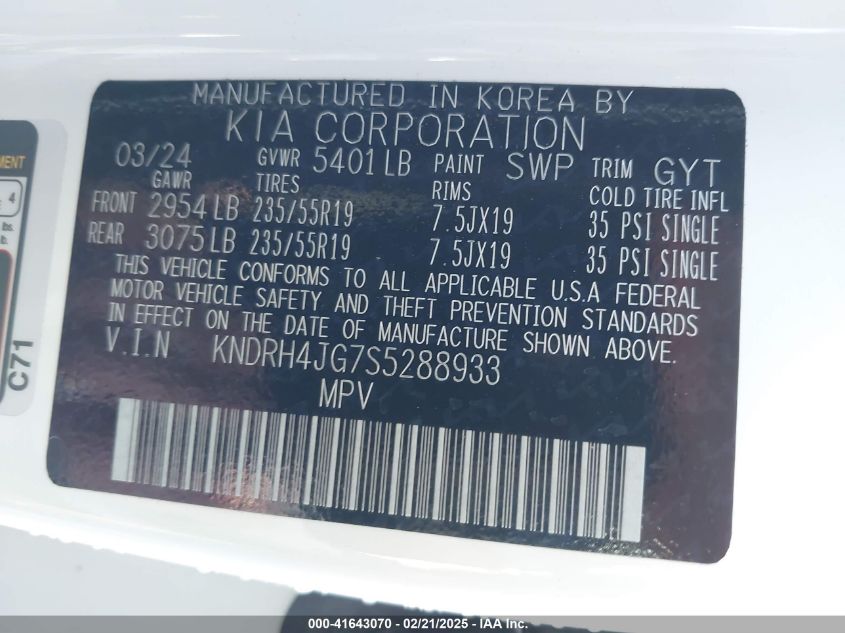 MANUFACTURED IN KOREA BY
KIA CORPORATION
03/24 GVWR 5401LB PAINT SWP TRIM GYT
GAWR TIRES RIMS COLD TIRE INFL
FRONT 2954LB 235/55R19 7.5JX19 35 PSI SINGLE
REAR 3075LB 235/55R19 7.5JX19 35 PSI SINGLE
THIS VEHICLE CONFORMS TO ALL APPLICABLE U.S.A FEDERAL
MOTOR VEHICLE SAFETY AND THEFT PREVENTION STANDARDS
IN EFFECT ON THE DATE OF MANUFACTURE SHOWN ABOVE.
V.I.N KNDRH4JG7S5288933
MPV
4
lbs.
C71
000-41643070 / 02/21/2025 / IAA Inc.